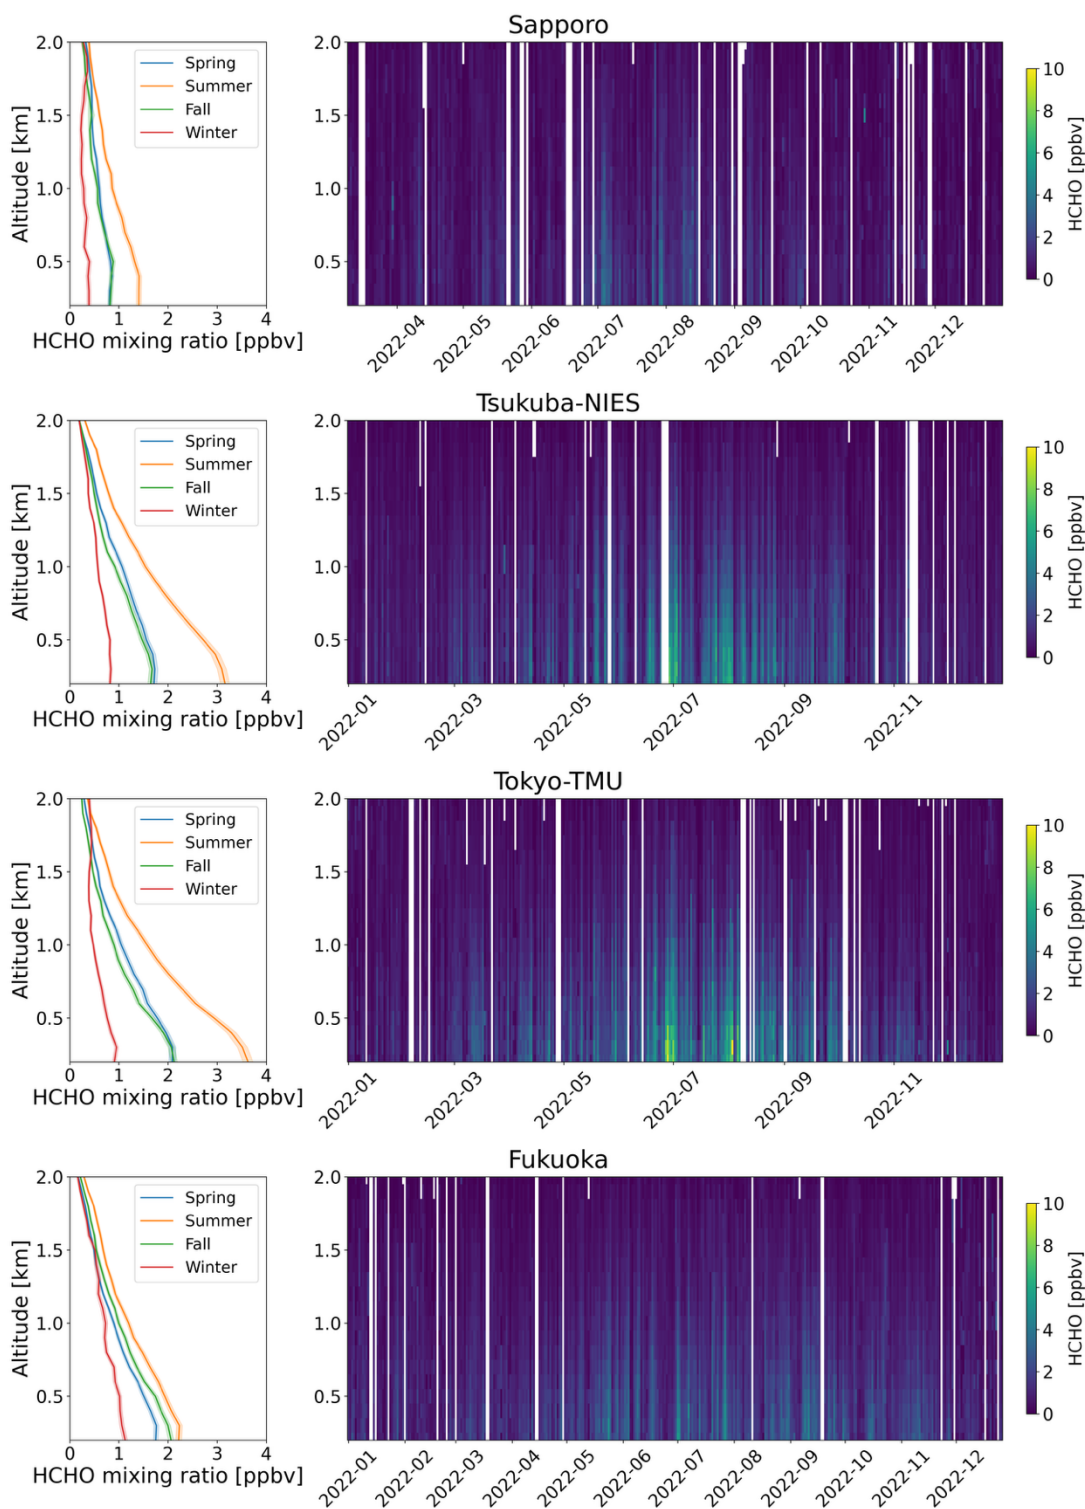 Sapporo
2.0
1.5
1.0
0.5
Altitude [km]
Spring
Summer
Fall
Winter
0 1 2 3 4
HCHO mixing ratio [ppbv]
2.0
1.5
1.0
0.5
2022-04 2022-05 2022-06 2022-07 2022-08 2022-09 2022-10 2022-11 2022-12
10
8
6
4
2
0
HCHO [ppbv]
Tsukuba-NIES
2.0
1.5
1.0
0.5
Altitude [km]
Spring
Summer
Fall
Winter
0 1 2 3 4
HCHO mixing ratio [ppbv]
2.0
1.5
1.0
0.5
2022-01 2022-03 2022-05 2022-07 2022-09 2022-11
10
8
6
4
2
0
HCHO [ppbv]
Tokyo-TMU
2.0
1.5
1.0
0.5
Altitude [km]
Spring
Summer
Fall
Winter
0 1 2 3 4
HCHO mixing ratio [ppbv]
2.0
1.5
1.0
0.5
2022-01 2022-03 2022-05 2022-07 2022-09 2022-11
10
8
6
4
2
0
HCHO [ppbv]
Fukuoka
2.0
1.5
1.0
0.5
Altitude [km]
Spring
Summer
Fall
Winter
0 1 2 3 4
HCHO mixing ratio [ppbv]
2.0
1.5
1.0
0.5
2022-01 2022-02 2022-03 2022-04 2022-05 2022-06 2022-07 2022-08 2022-09 2022-10 2022-11 2022-12
10
8
6
4
2
0
HCHO [ppbv]